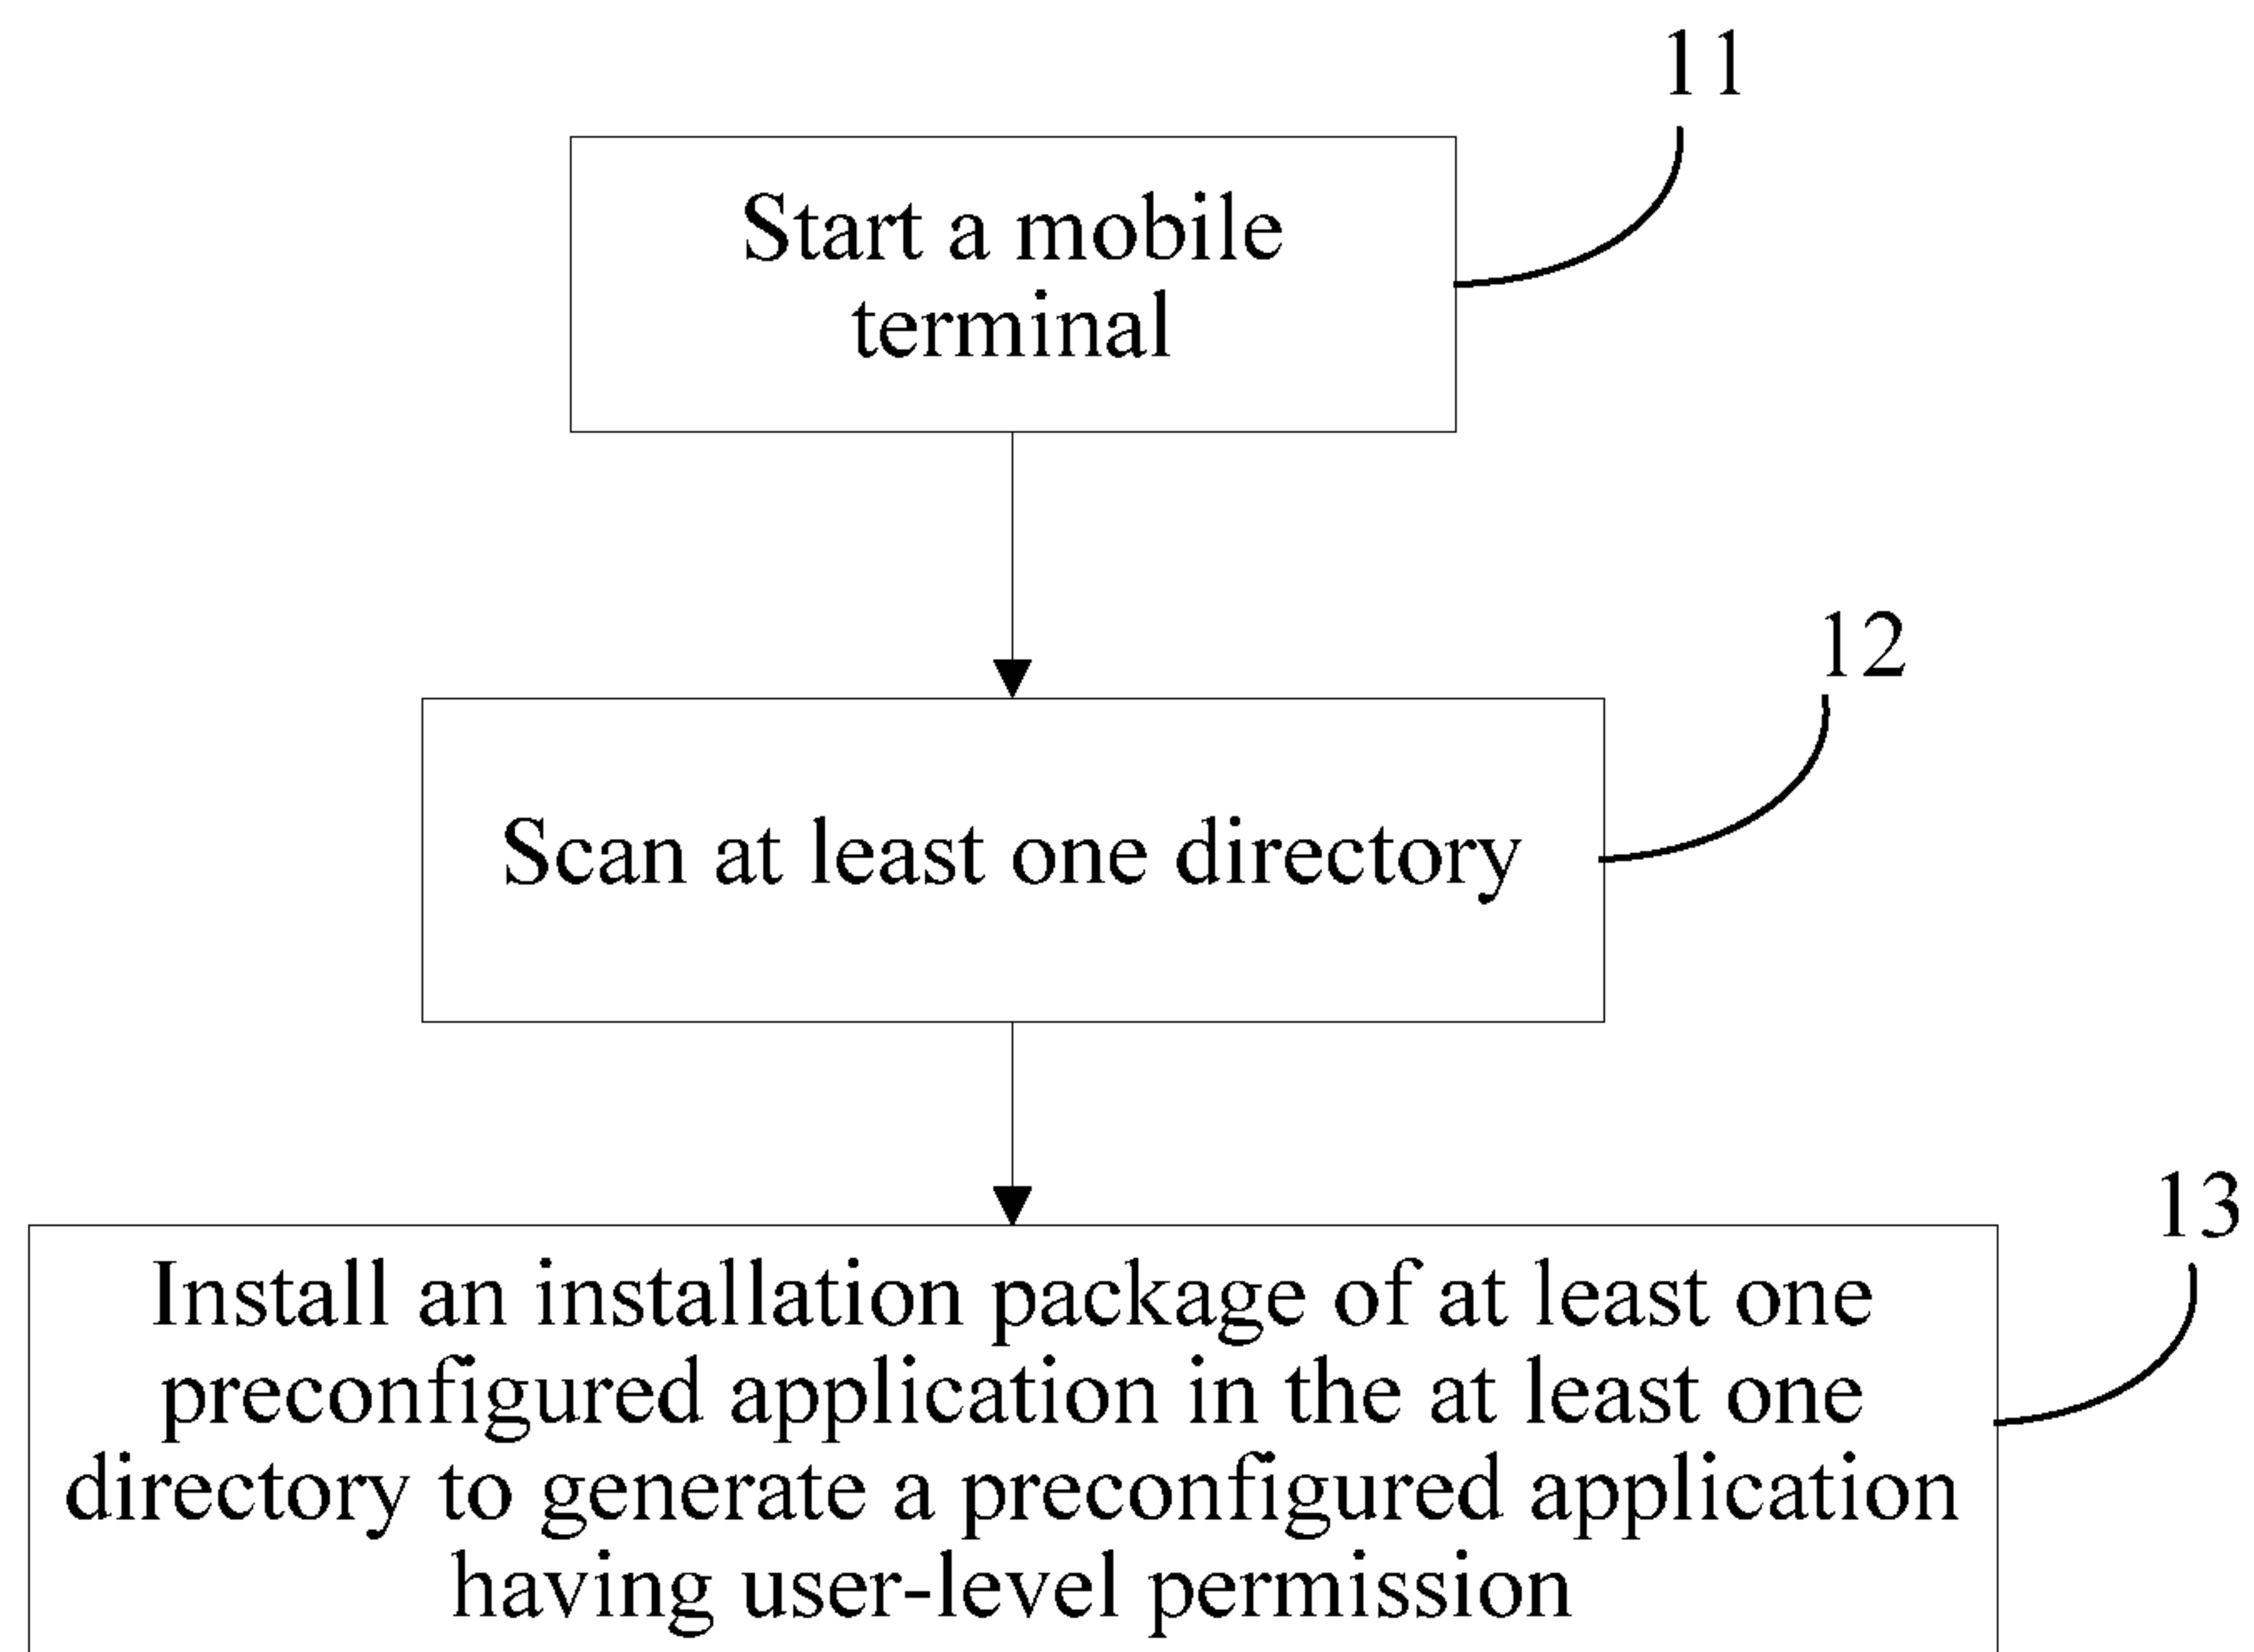 11
Start a mobile
terminal
12
Scan at least one directory
13
Install an installation package of at least one
preconfigured application in the at least one
directory to generate a preconfigured application
having user-level permission